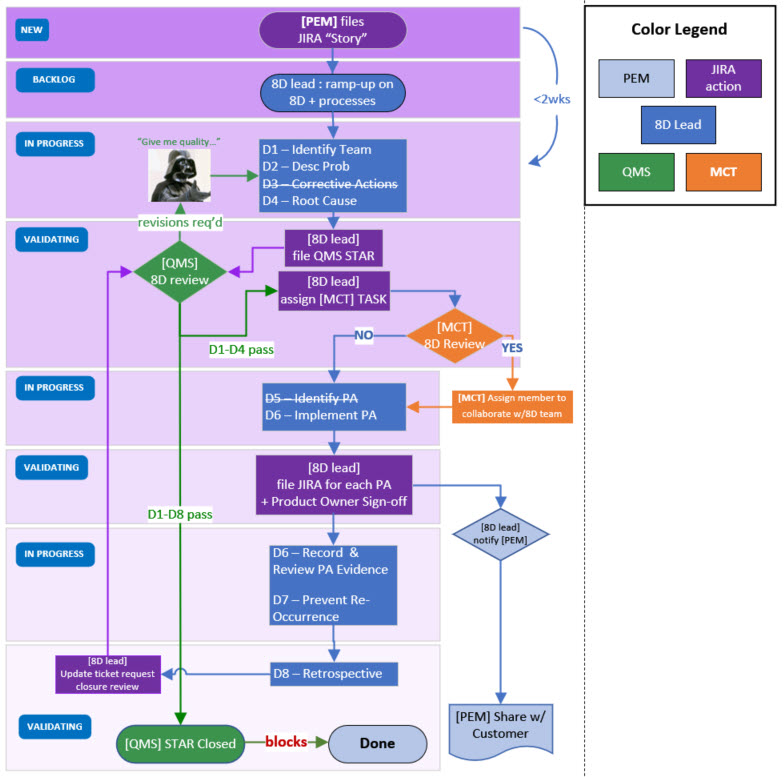 NEW
[PEM] files
JIRA “Story”
BACKLOG
8D lead : ramp-up on
8D + processes
<2wks
IN PROGRESS
“Give me quality…”
D1 – Identify Team
D2 – Desc Prob
D3 – Corrective Actions
D4 – Root Cause
revisions req’d
VALIDATING
[8D lead]
file QMS STAR
[QMS]
8D review
[8D lead]
assign [MCT] TASK
D1-D4 pass
NO
[MCT]
8D Review
YES
IN PROGRESS
D5 – Identify PA
D6 – Implement PA
[MCT] Assign member to
collaborate w/8D team
VALIDATING
[8D lead]
file JIRA for each PA
+ Product Owner Sign-off
D1-D8 pass
[8D lead]
notify [PEM]
IN PROGRESS
D6 – Record &
Review PA Evidence
D7 – Prevent Re-
Occurrence
[8D lead]
Update ticket request
closure review
D8 – Retrospective
VALIDATING
[QMS] STAR Closed
blocks
Done
[PEM] Share w/
Customer
Color Legend
PEM
JIRA
action
8D Lead
QMS
MCT